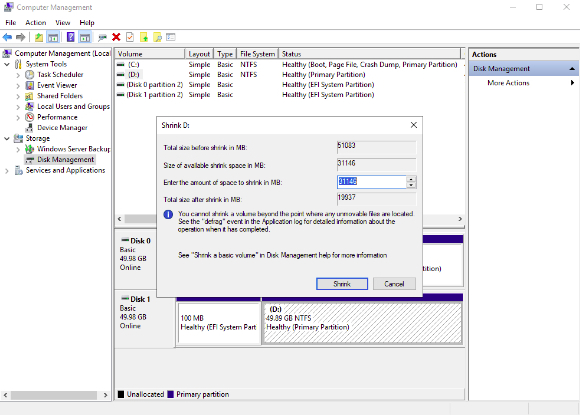 Computer Management
File Action View Help
Computer Management (Local
System Tools
Task Scheduler
Event Viewer
Shared Folders
Local Users and Groups
Performance
Device Manager
Storage
Windows Server Backup
Disk Management
Services and Applications
Volume Layout Type File System Status
(C:) Simple Basic NTFS Healthy (Boot, Page File, Crash Dump, Primary Partition)
(D:) Simple Basic NTFS Healthy (Primary Partition)
(Disk 0 partition 2) Simple Basic Healthy (EFI System Partition)
(Disk 1 partition 2) Simple Basic Healthy (EFI System Partition)
Actions
Disk Management
More Actions
Shrink D:
Total size before shrink in MB: 51083
Size of available shrink space in MB: 31146
Enter the amount of space to shrink in MB: 31146
Total size after shrink in MB: 19937
You cannot shrink a volume beyond the point where any unmovable files are located.
See the "defrag" event in the Application log for detailed information about the
operation when it has completed.
See "Shrink a basic volume" in Disk Management help for more information
Shrink Cancel
Disk 0
Basic
49.98 GB
Online
tition)
Disk 1
Basic
49.98 GB
Online
100 MB
Healthy (EFI System Part
(D:)
49.89 GB NTFS
Healthy (Primary Partition)
Unallocated Primary partition